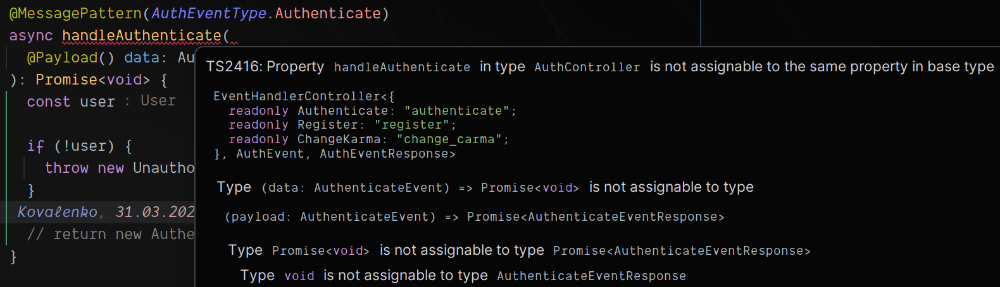 @MessagePattern(AuthEventType.Authenticate)
async handleAuthenticate(
@Payload() data: Au
): Promise<void> {
const user : User
if (!user) {
throw new Unautho
}
Kovalenko, 31.03.202
// return new Authe
}
TS2416: Property handleAuthenticate in type AuthController is not assignable to the same property in base type
EventHandlerController<{
readonly Authenticate: "authenticate";
readonly Register: "register";
readonly ChangeKarma: "change_carma";
}, AuthEvent, AuthEventResponse>
Type (data: AuthenticateEvent) => Promise<void> is not assignable to type
(payload: AuthenticateEvent) => Promise<AuthenticateEventResponse>
Type Promise<void> is not assignable to type Promise<AuthenticateEventResponse>
Type void is not assignable to type AuthenticateEventResponse